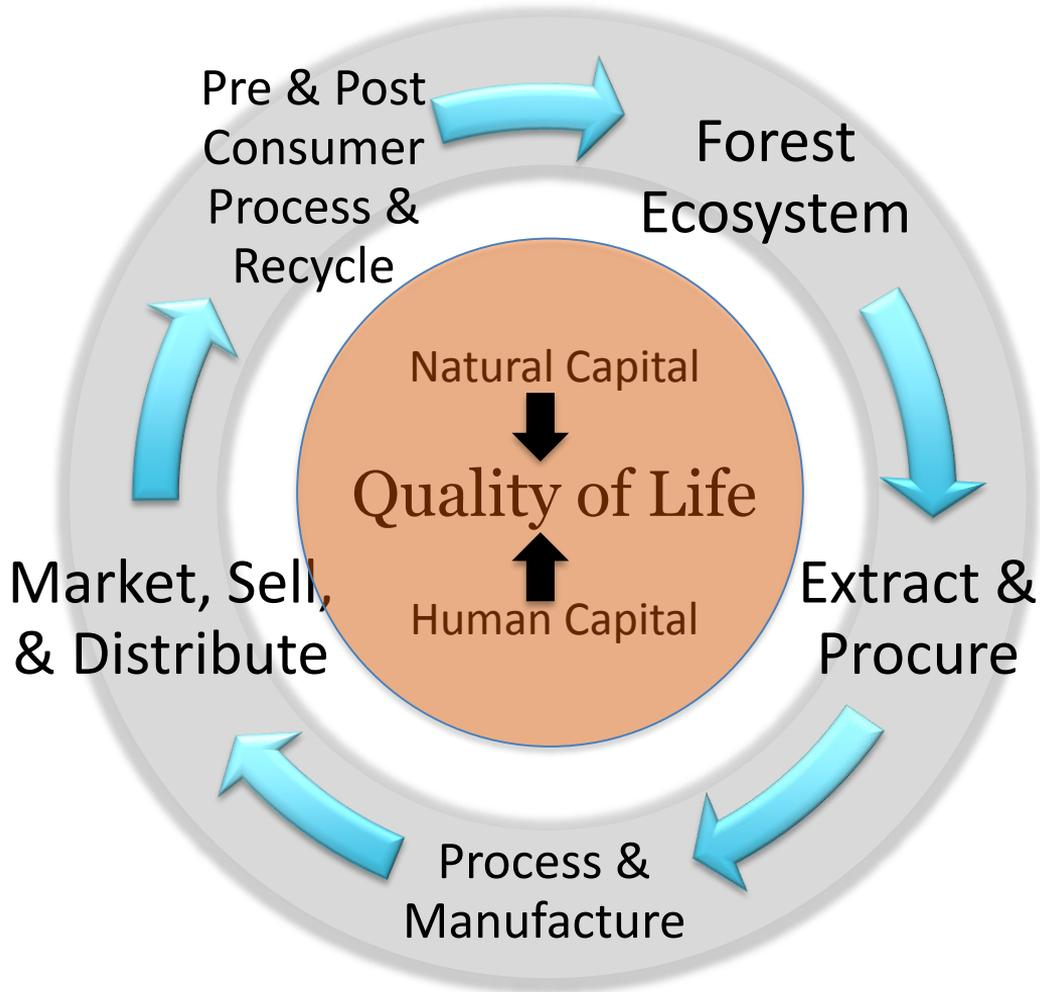 Pre & Post
Consumer
Process &
Recycle
Forest
Ecosystem
Natural Capital
Quality of Life
Human Capital
Market, Sell,
& Distribute
Extract &
Procure
Process &
Manufacture